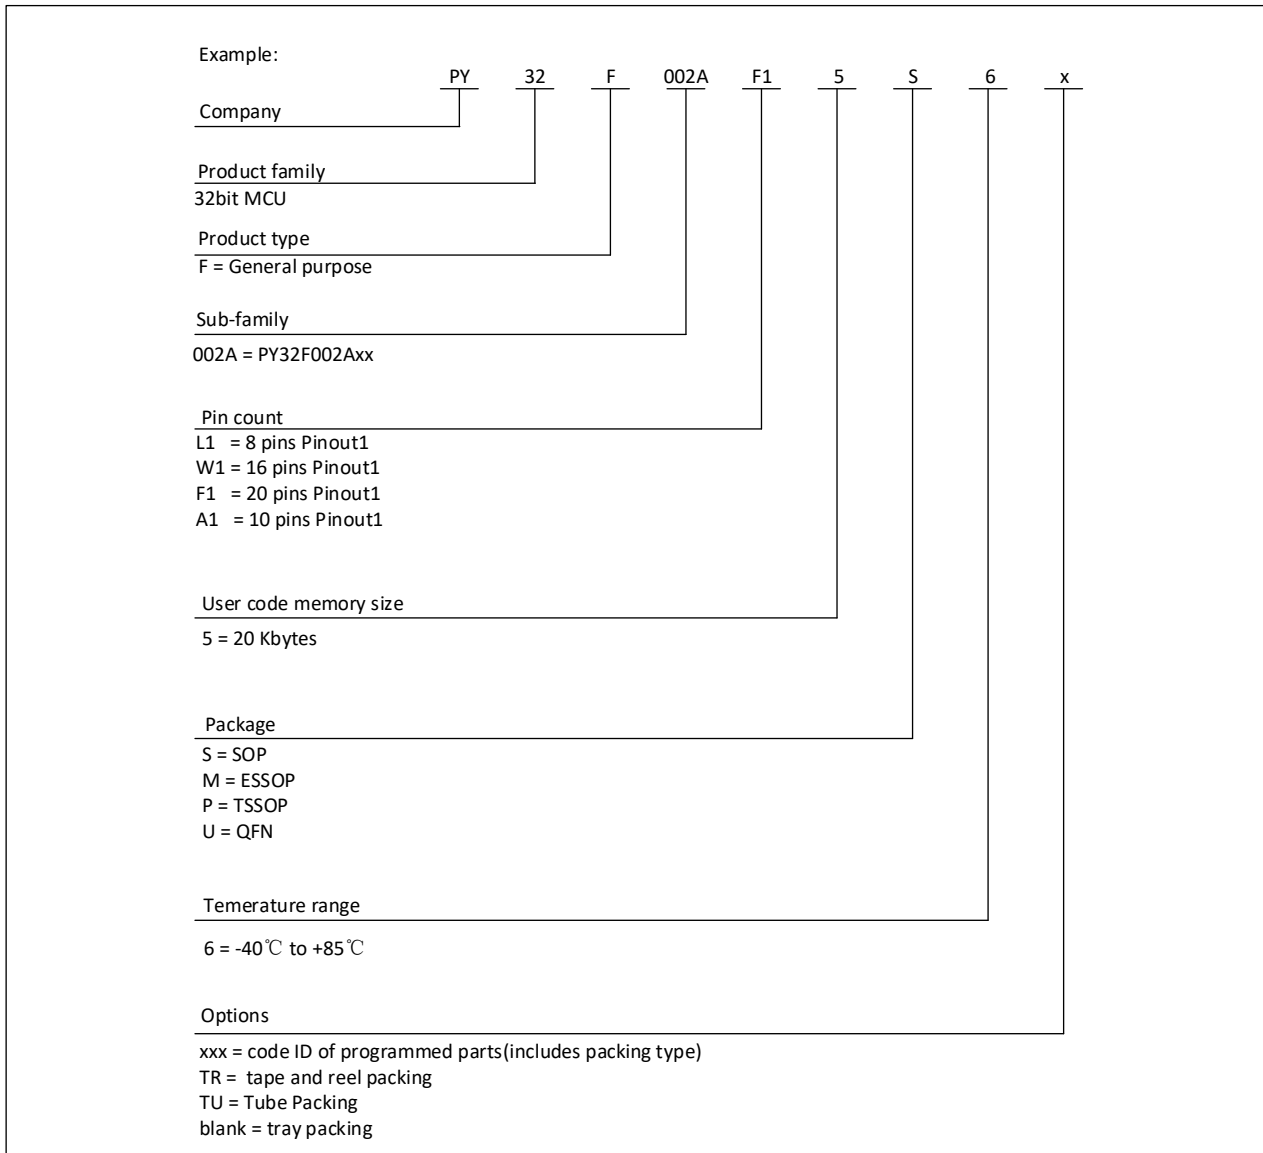 Example:
PY 32 F 002A F1 5 S 6 x
Company
Product family
32bit MCU
Product type
F = General purpose
Sub-family
002A = PY32F002Axx
Pin count
L1 = 8 pins Pinout1
W1 = 16 pins Pinout1
F1 = 20 pins Pinout1
A1 = 10 pins Pinout1
User code memory size
5 = 20 Kbytes
Package
S = SOP
M = ESSOP
P = TSSOP
U = QFN
Temerature range
6 = -40℃ to +85℃
Options
xxx = code ID of programmed parts(includes packing type)
TR = tape and reel packing
TU = Tube Packing
blank = tray packing